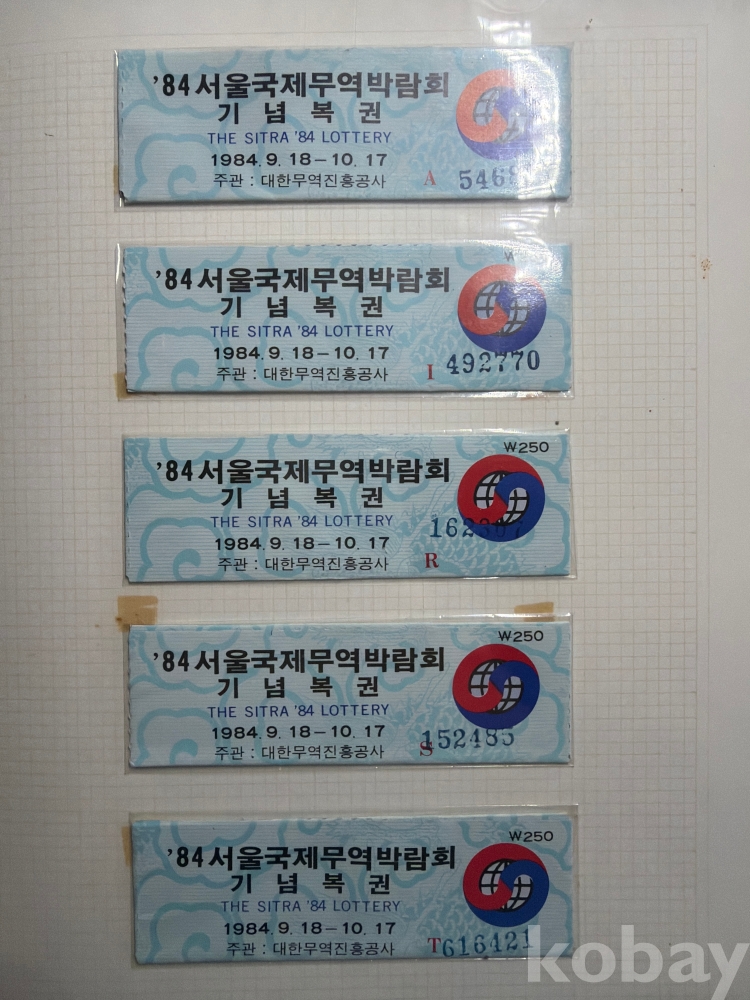 '84 서울국제무역박람회
기념복권
THE SITRA '84 LOTTERY
1984. 9. 18 – 10. 17
주관 : 대한무역진흥공사
A
'84 서울국제무역박람회
기념복권
THE SITRA '84 LOTTERY
1984. 9. 18 – 10. 17
주관 : 대한무역진흥공사
I 492770
₩250
'84 서울국제무역박람회
기념복권
THE SITRA '84 LOTTERY
1984. 9. 18 – 10. 17
주관 : 대한무역진흥공사
R
₩250
'84 서울국제무역박람회
기념복권
THE SITRA '84 LOTTERY
1984. 9. 18 – 10. 17
주관 : 대한무역진흥공사
S 152485
₩250
'84 서울국제무역박람회
기념복권
THE SITRA '84 LOTTERY
1984. 9. 18 – 10. 17
주관 : 대한무역진흥공사
T 616421
kobay